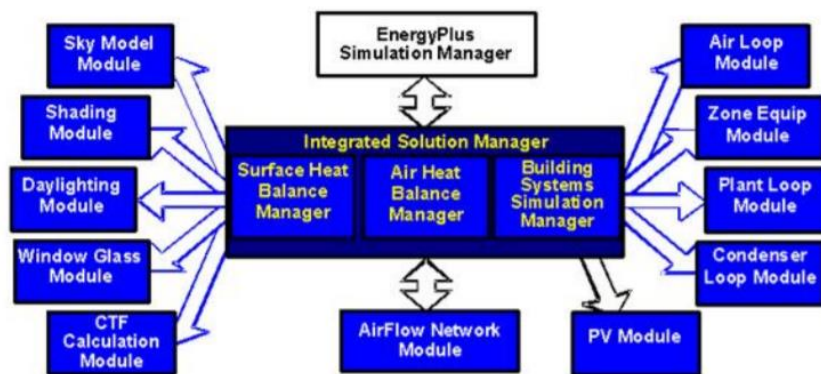 Sky Model
Module
EnergyPlus
Simulation Manager
Air Loop
Module
Shading
Module
Zone Equip
Module
Integrated Solution Manager
Daylighting
Module
Surface Heat
Balance
Manager
Air Heat
Balance
Manager
Building
Systems
Simulation
Manager
Plant Loop
Module
Window Glass
Module
Condenser
Loop Module
CTF
Calculation
Module
AirFlow Network
Module
PV Module